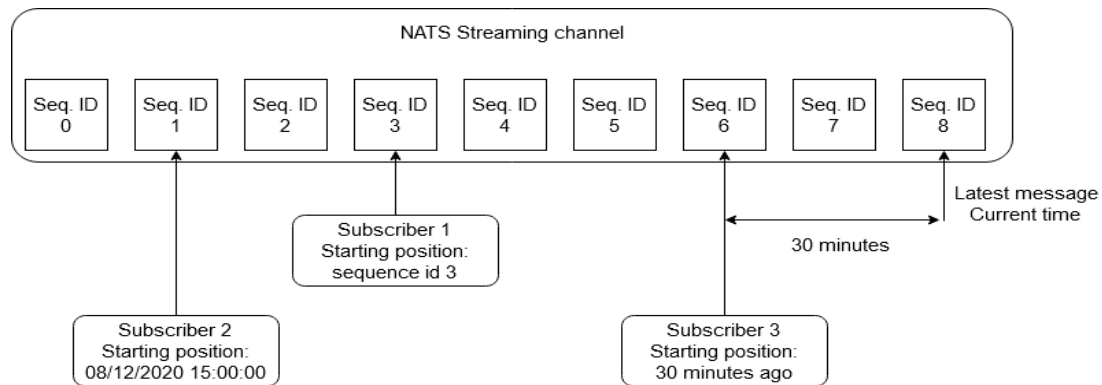 NATS Streaming channel
Seq. ID
0
Seq. ID
1
Seq. ID
2
Seq. ID
3
Seq. ID
4
Seq. ID
5
Seq. ID
6
Seq. ID
7
Seq. ID
8
Latest message
Current time
Subscriber 1
Starting position:
sequence id 3
30 minutes
Subscriber 2
Starting position:
08/12/2020 15:00:00
Subscriber 3
Starting position:
30 minutes ago